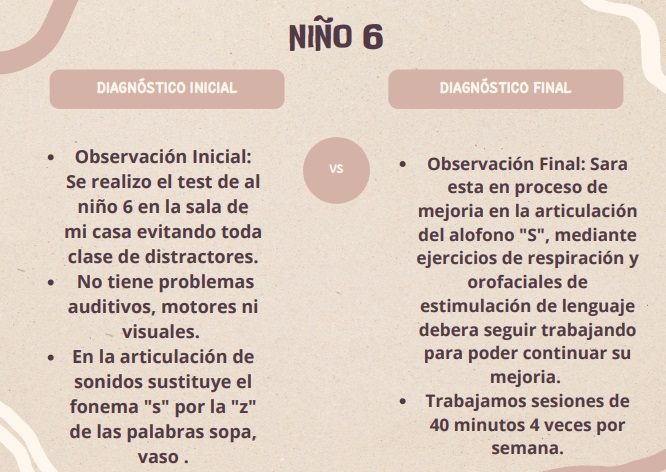 NIÑO 6
DIAGNÓSTICO INICIAL
• Observación Inicial:
Se realizo el test de al
niño 6 en la sala de
mi casa evitando toda
clase de distractores.
• No tiene problemas
auditivos, motores ni
visuales.
• En la articulación de
sonidos sustituye el
fonema "s" por la "z"
de las palabras sopa,
vaso .
VS
DIAGNÓSTICO FINAL
• Observación Final: Sara
esta en proceso de
mejoria en la articulación
del alofono "S", mediante
ejercicios de respiración y
orofaciales de
estimulación de lenguaje
debera seguir trabajando
para poder continuar su
mejoria.
• Trabajamos sesiones de
40 minutos 4 veces por
semana.